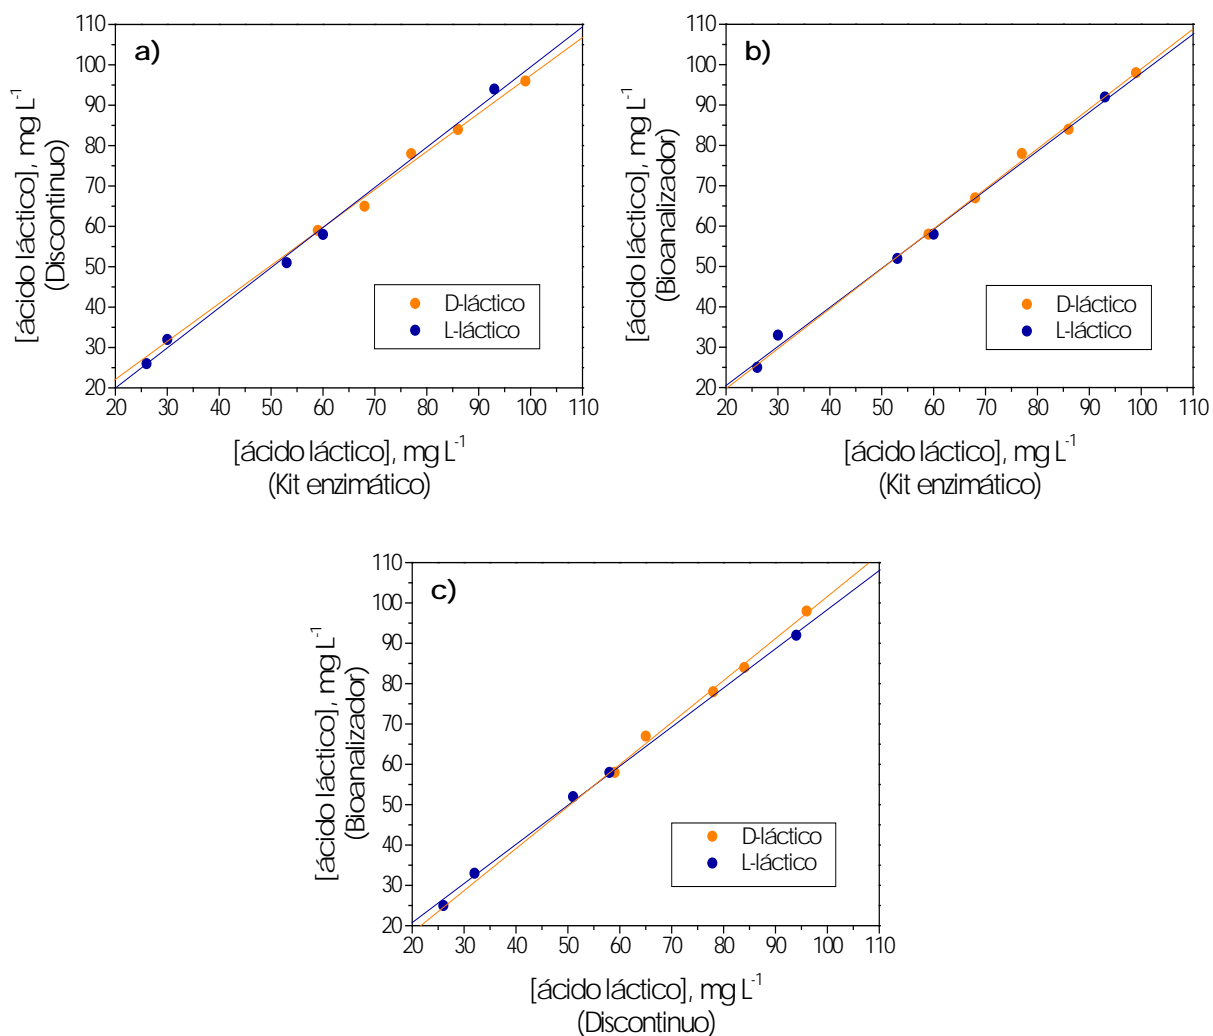 a)
110
100
90
80
70
60
50
40
30
20
[ácido láctico], mg L-1
(Discontinuo)
D-láctico
L-láctico
20 30 40 50 60 70 80 90 100 110
[ácido láctico], mg L-1
(Kit enzimático)
b)
110
100
90
80
70
60
50
40
30
20
[ácido láctico], mg L-1
(Bioanalizador)
D-láctico
L-láctico
20 30 40 50 60 70 80 90 100 110
[ácido láctico], mg L-1
(Kit enzimático)
c)
110
100
90
80
70
60
50
40
30
20
[ácido láctico], mg L-1
(Bioanalizador)
D-láctico
L-láctico
20 30 40 50 60 70 80 90 100 110
[ácido láctico], mg L-1
(Discontinuo)